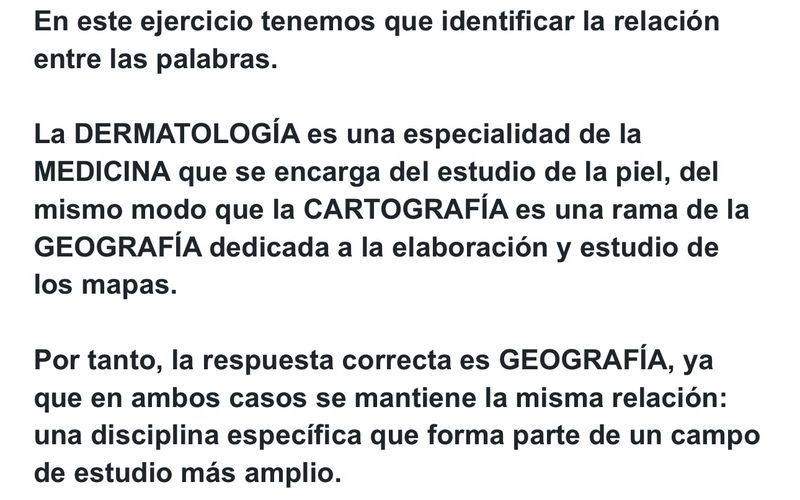 En este ejercicio tenemos que identificar la relación
entre las palabras.
La DERMATOLOGÍA es una especialidad de la
MEDICINA que se encarga del estudio de la piel, del
mismo modo que la CARTOGRAFÍA es una rama de la
GEOGRAFÍA dedicada a la elaboración y estudio de
los mapas.
Por tanto, la respuesta correcta es GEOGRAFÍA, ya
que en ambos casos se mantiene la misma relación:
una disciplina específica que forma parte de un campo
de estudio más amplio.